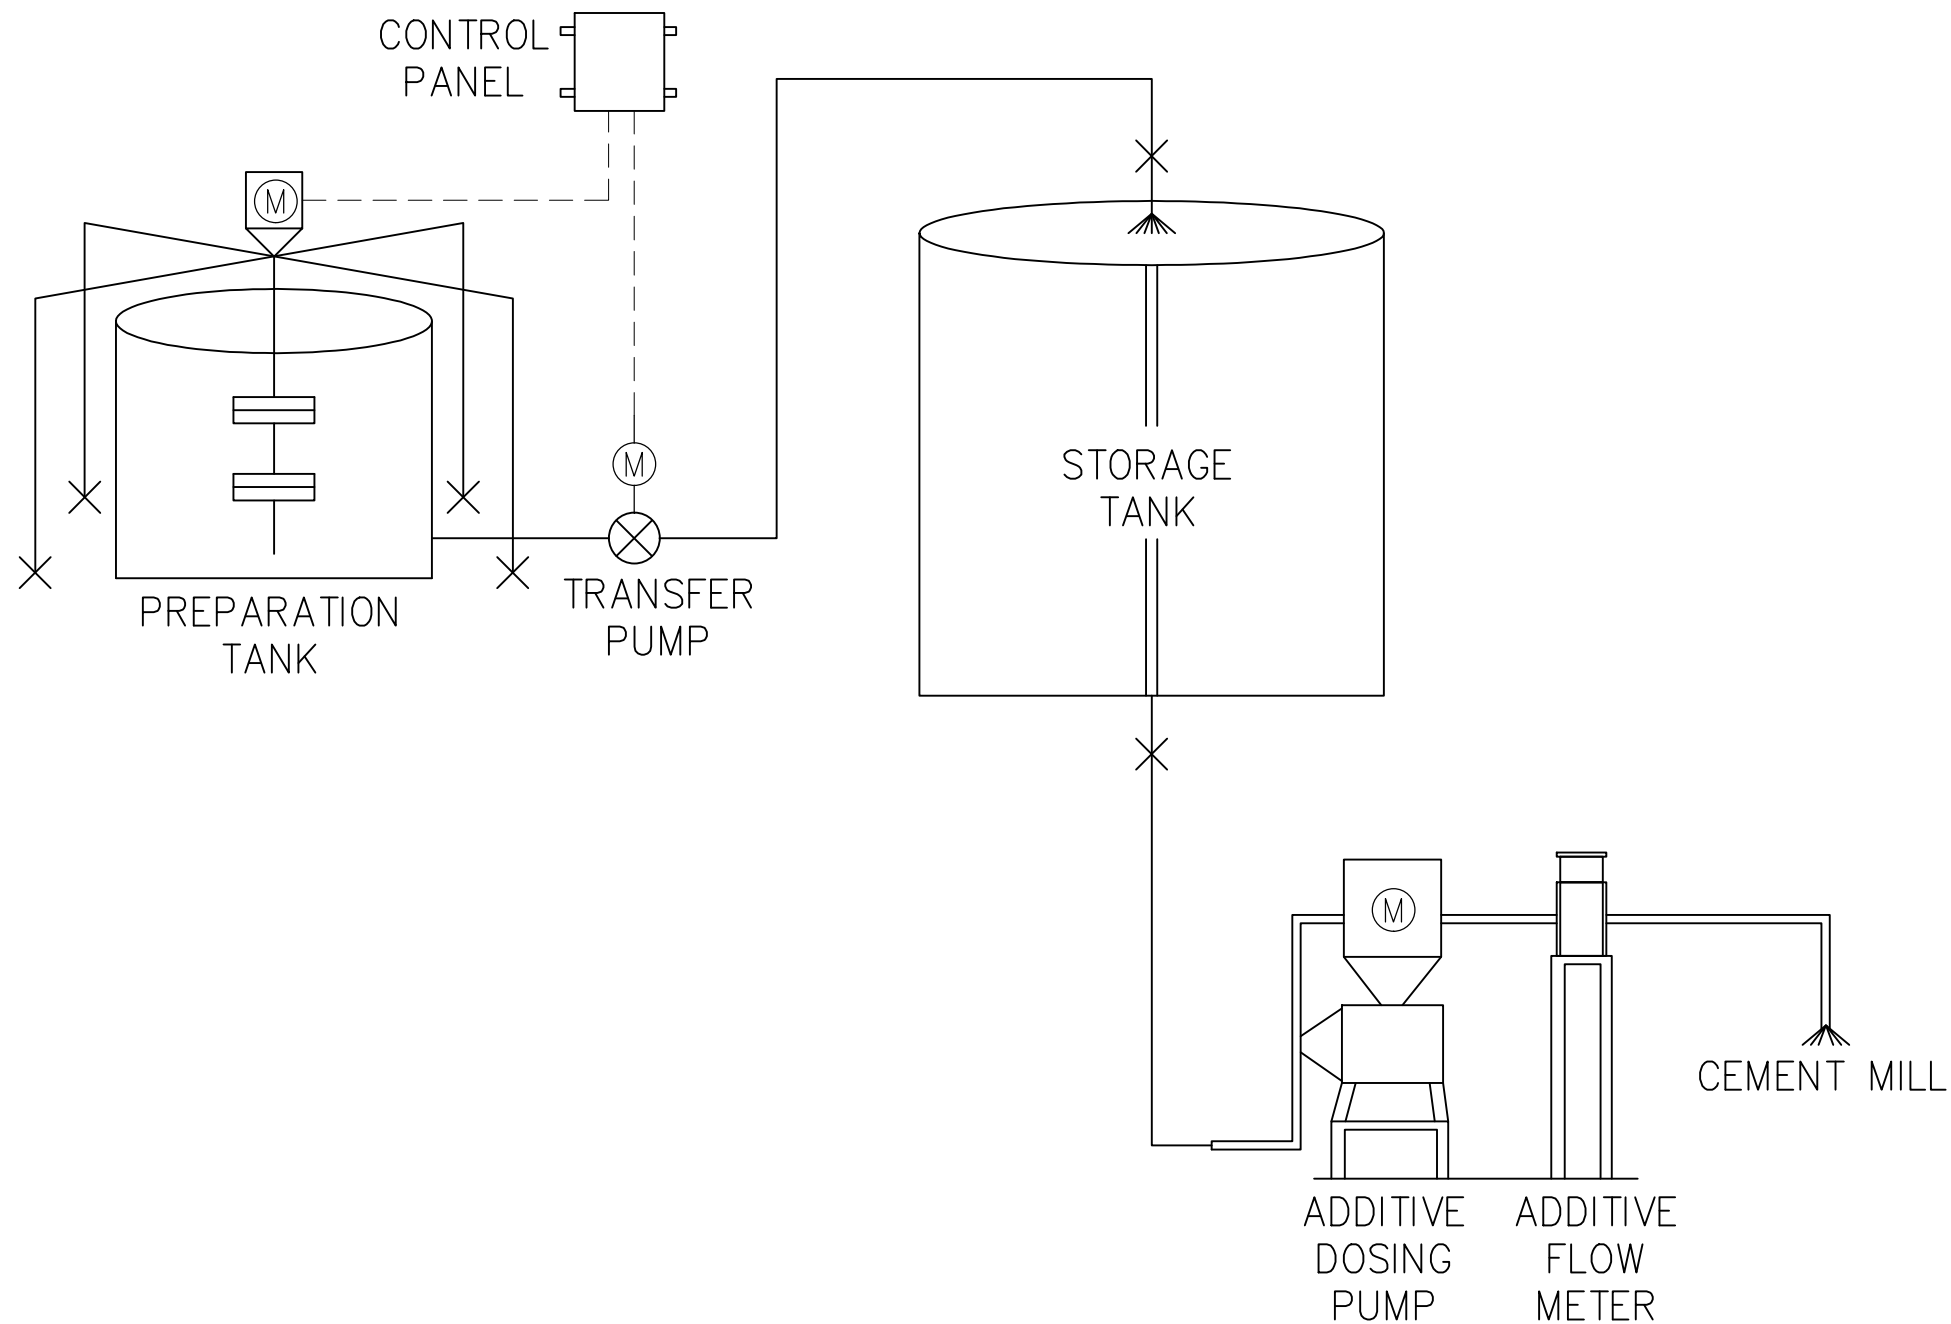 CONTROL
PANEL
M
M
PREPARATION
TANK
TRANSFER
PUMP
STORAGE
TANK
M
CEMENT MILL
ADDITIVE
DOSING
PUMP
ADDITIVE
FLOW
METER